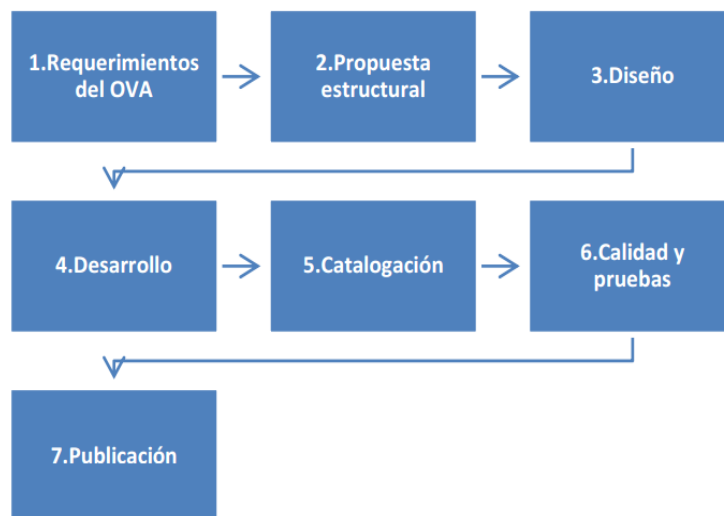 1.Requerimientos
del OVA
2.Propuesta
estructural
3.Diseño
4.Desarrollo
5.Catalogación
6.Calidad y
pruebas
7.Publicación